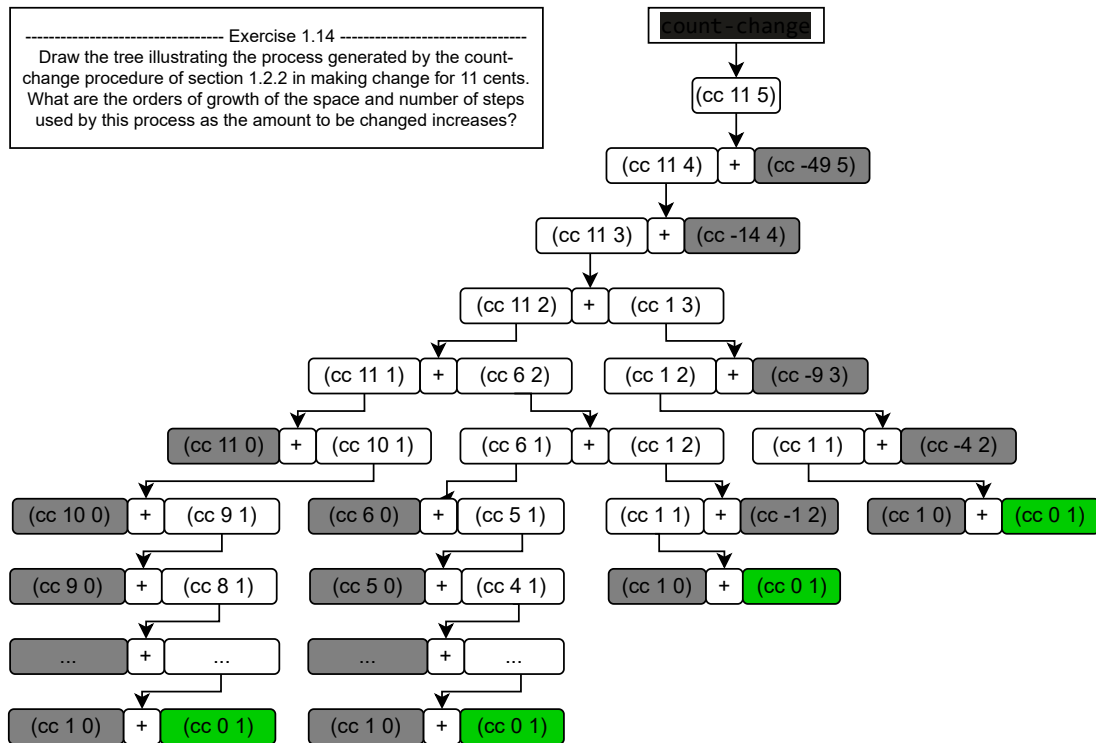 -------------------------------- Exercise 1.14 -------------------------------
Draw the tree illustrating the process generated by the count-
change procedure of section 1.2.2 in making change for 11 cents.
What are the orders of growth of the space and number of steps
used by this process as the amount to be changed increases?
count-change
(cc 11 5)
(cc 11 4) + (cc -49 5)
(cc 11 3) + (cc -14 4)
(cc 11 2) + (cc 1 3)
(cc 11 1) + (cc 6 2) (cc 1 2) + (cc -9 3)
(cc 11 0) + (cc 10 1) (cc 6 1) + (cc 1 2) (cc 1 1) + (cc -4 2)
(cc 10 0) + (cc 9 1) (cc 6 0) + (cc 5 1) (cc 1 1) + (cc -1 2) (cc 1 0) + (cc 0 1)
(cc 9 0) + (cc 8 1) (cc 5 0) + (cc 4 1) (cc 1 0) + (cc 0 1)
... + ... ... + ...
(cc 1 0) + (cc 0 1) (cc 1 0) + (cc 0 1)